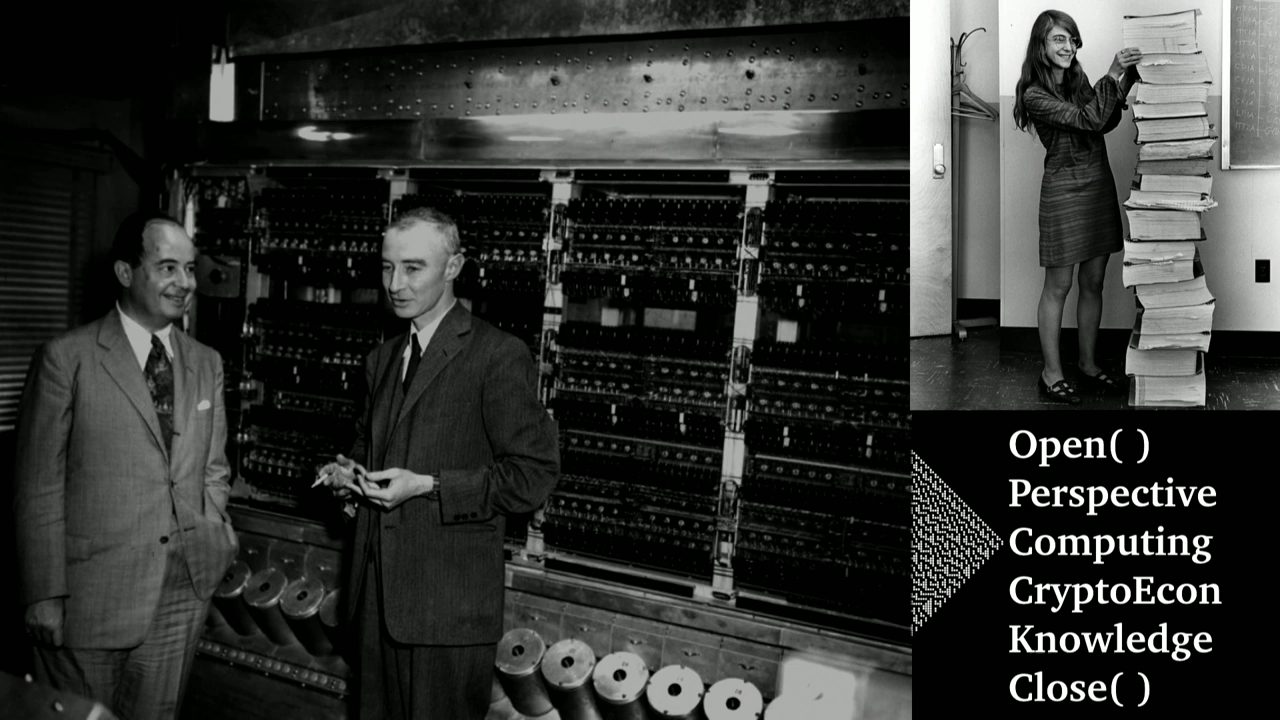 Open( )
Perspective
Computing
CryptoEcon
Knowledge
Close( )